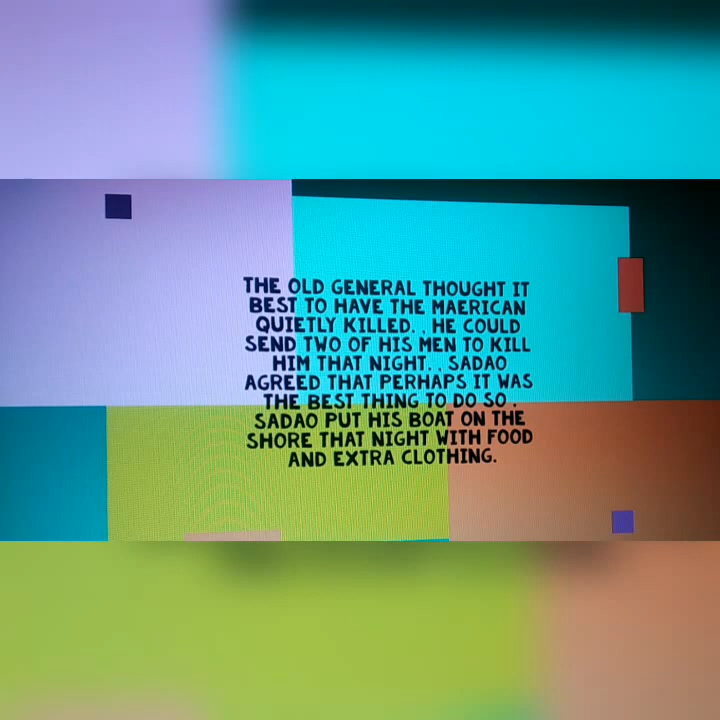 THE OLD GENERAL THOUGHT IT
BEST TO HAVE THE MAERICAN
QUIETLY KILLED. . HE COULD
SEND TWO OF HIS MEN TO KILL
HIM THAT NIGHT. . SADAO
AGREED THAT PERHAPS IT WAS
THE BEST THING TO DO SO .
SADAO PUT HIS BOAT ON THE
SHORE THAT NIGHT WITH FOOD
AND EXTRA CLOTHING.